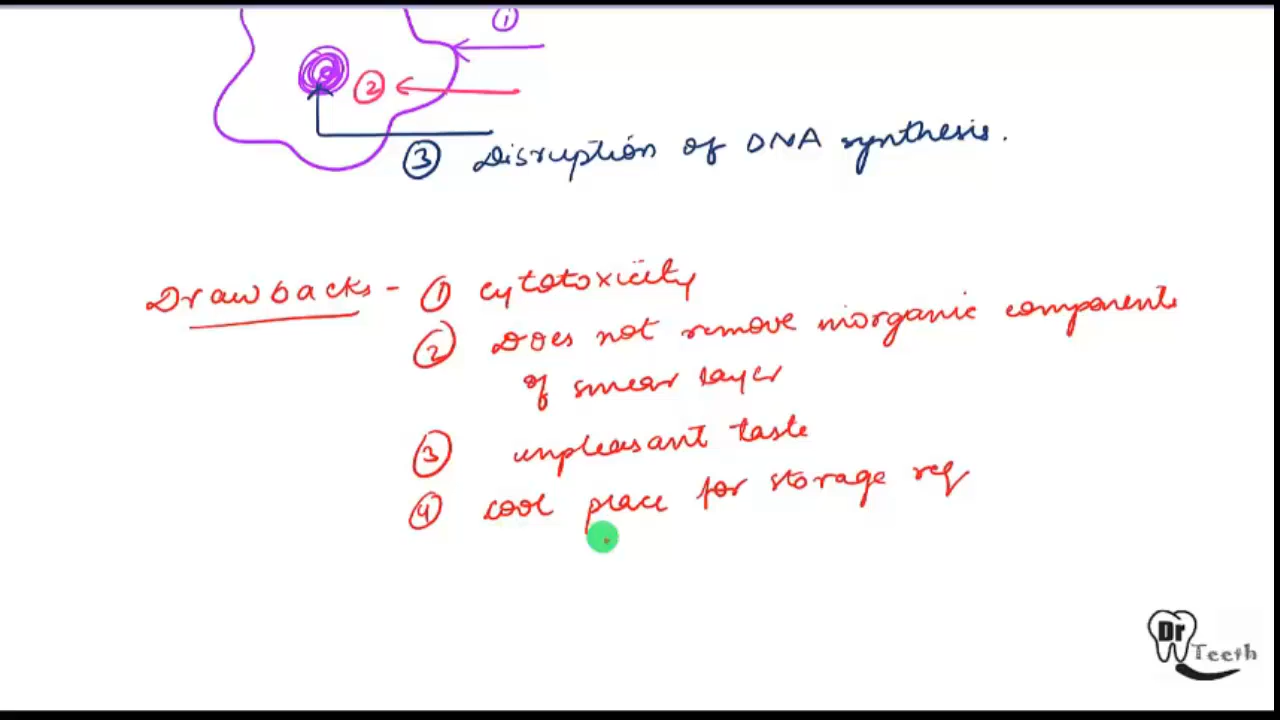 ①
②
③ Disruption of DNA synthesis.
Drawbacks - ① cytotoxicity
② Does not remove inorganic components
of smear layer
③ unpleasant taste
④ cool place for storage req
Dr
Teeth